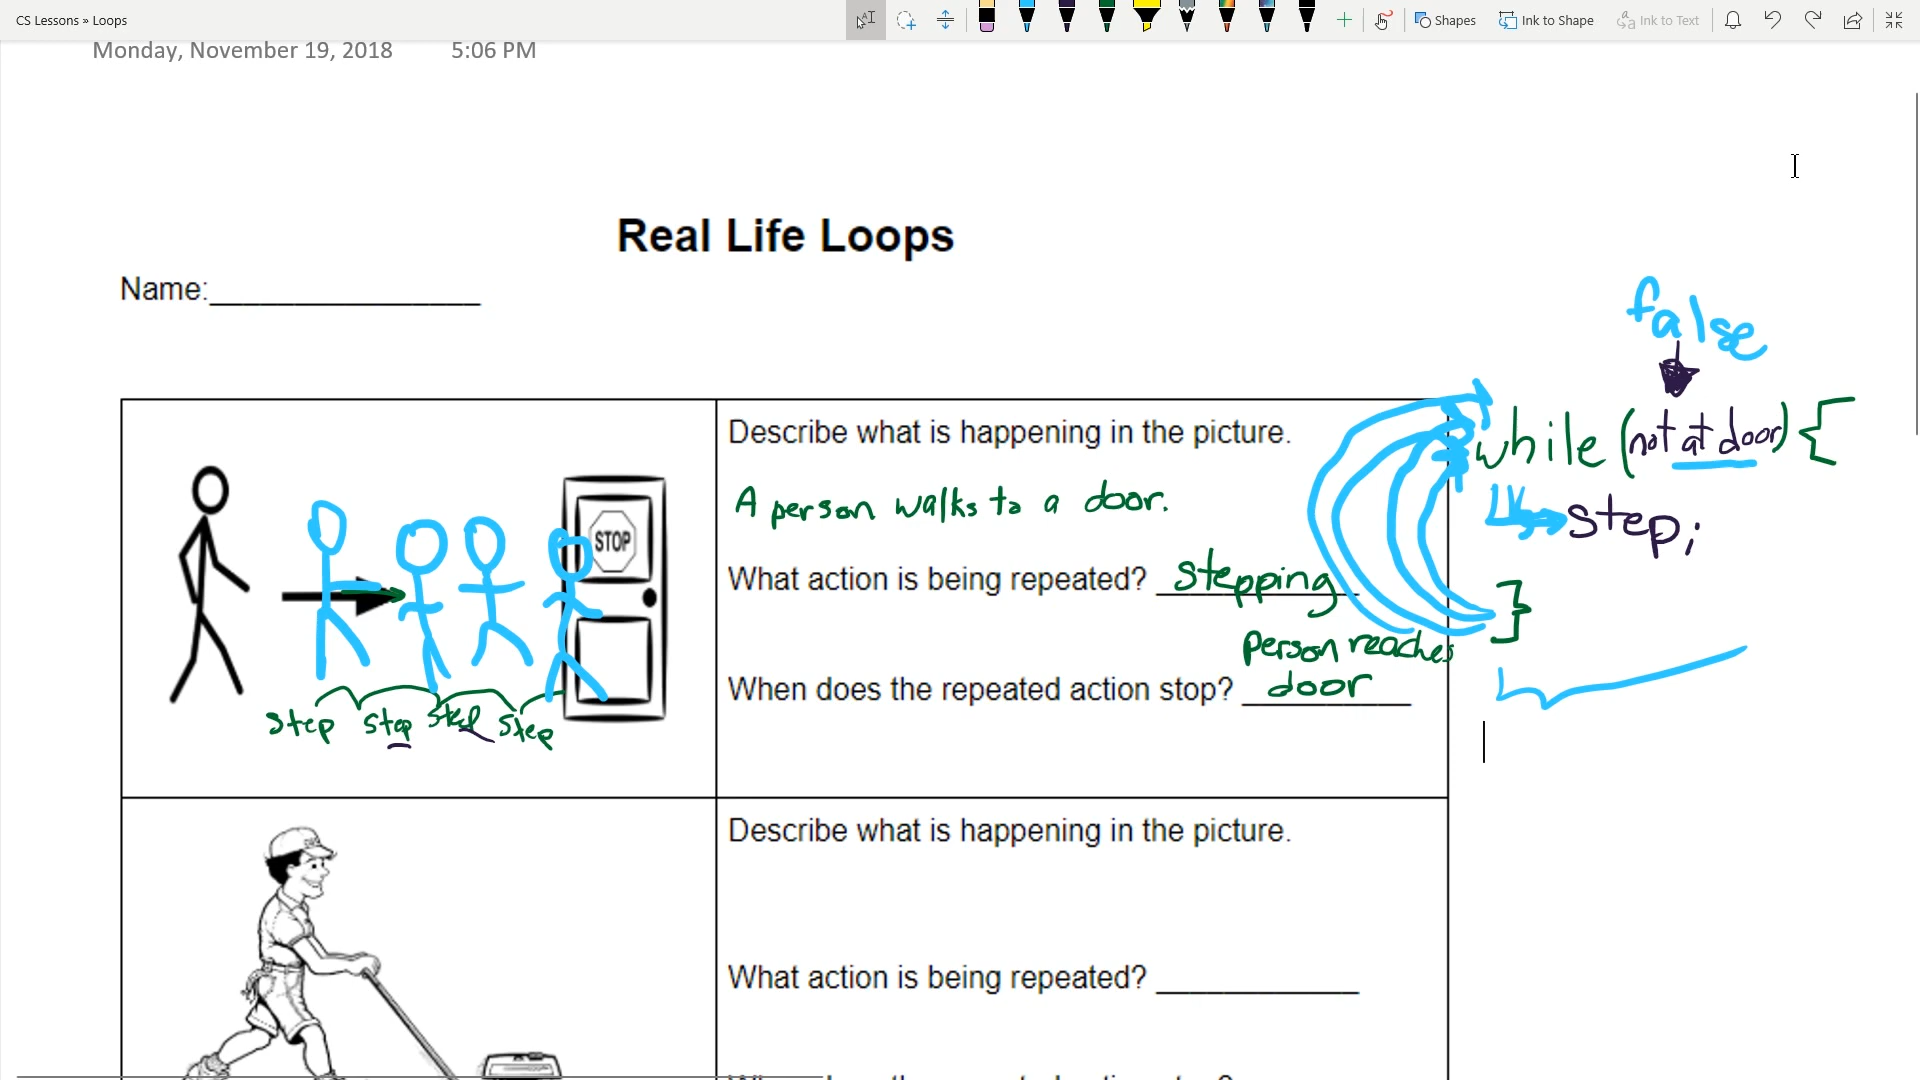 CS Lessons » Loops
Shapes
Ink to Shape
Ink to Text
Monday, November 19, 2018 5:06 PM
Real Life Loops
Name:________________
false
while (not at door) {
step;
}
Describe what is happening in the picture.
A person walks to a door.
STOP
What action is being repeated? stepping
When does the repeated action stop? person reaches door
step step step step
Describe what is happening in the picture.
What action is being repeated? ____________